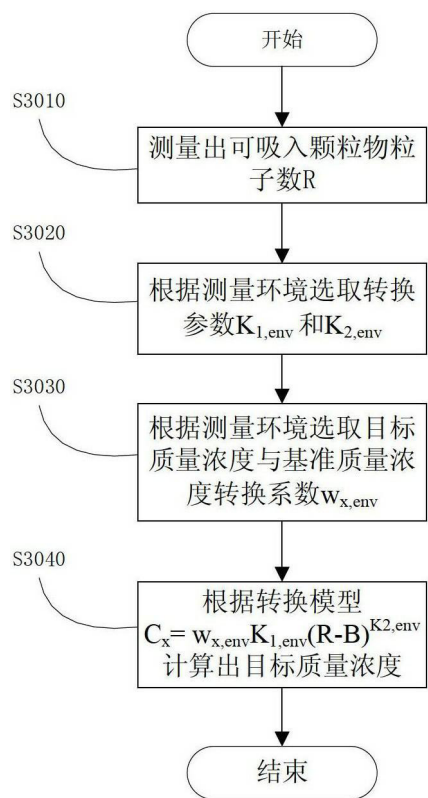 开始
S3010
测量出可吸入颗粒物粒
子数R
S3020
根据测量环境选取转换
参数K1,env 和K2,env
S3030
根据测量环境选取目标
质量浓度与基准质量浓
度转换系数wx,env
S3040
根据转换模型
Cx= wx,envK1,env(R-B)^K2,env
计算出目标质量浓度
结束